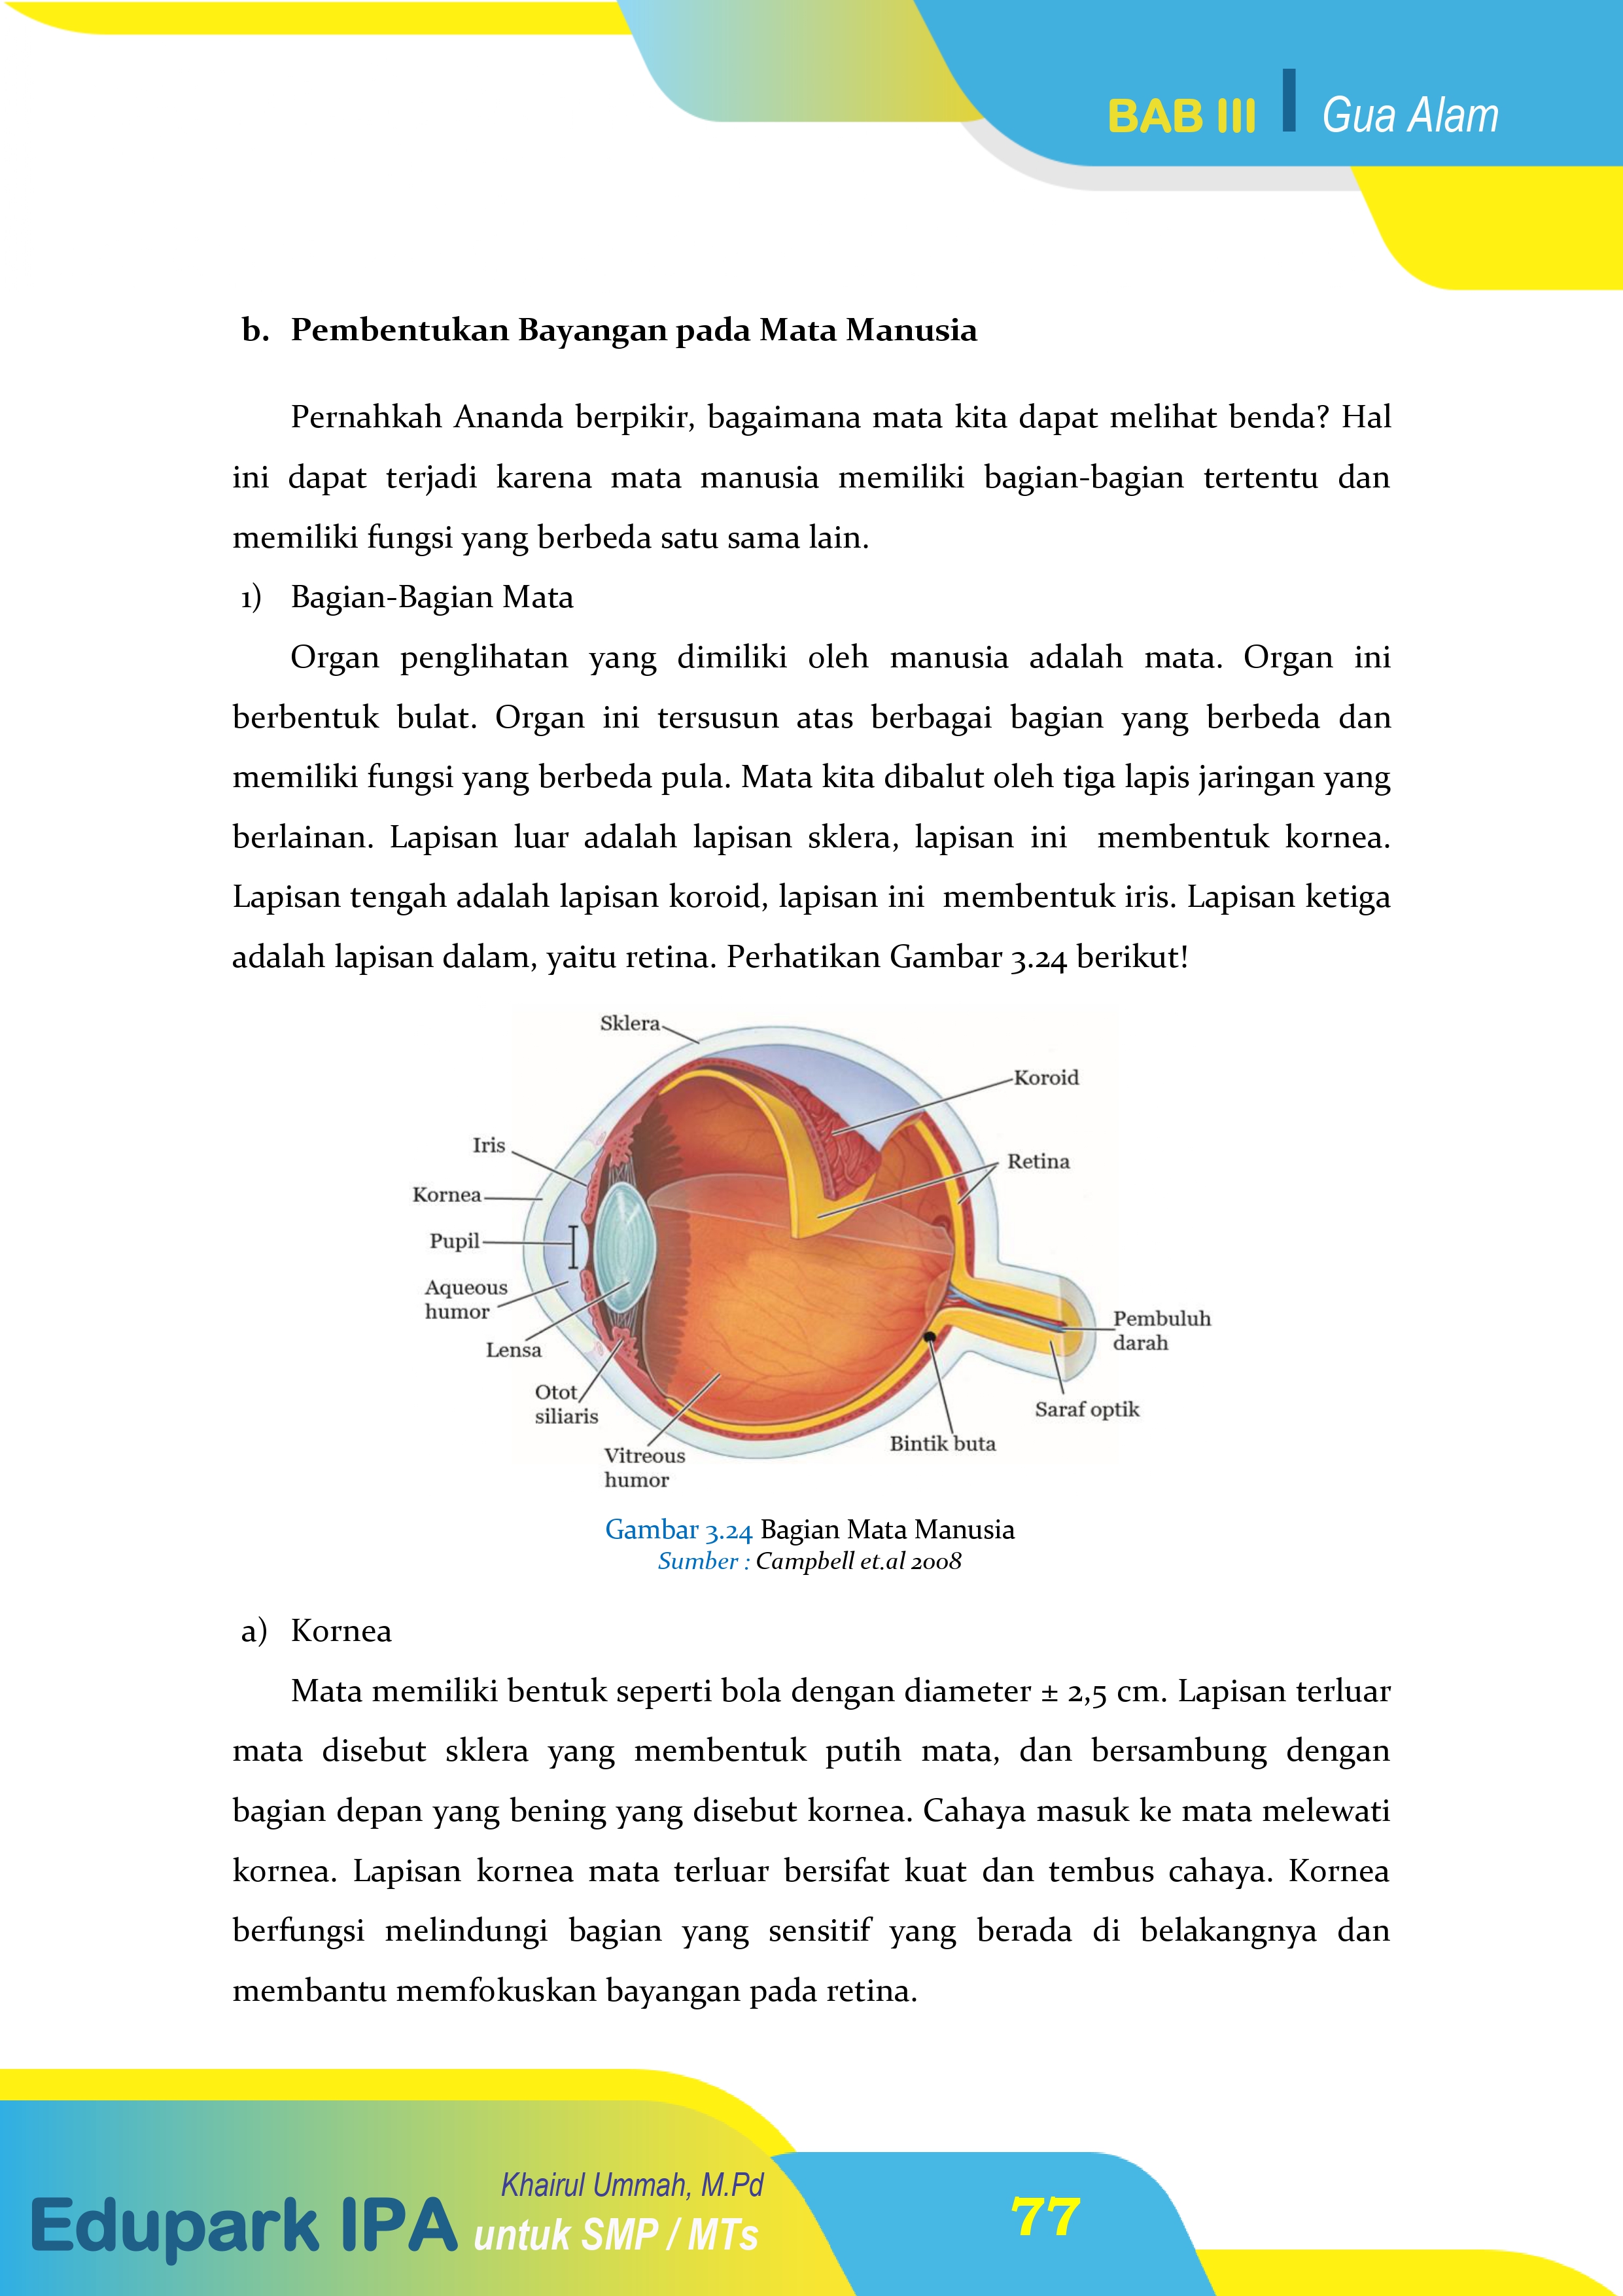 BAB III | Gua Alam
b. Pembentukan Bayangan pada Mata Manusia
Pernahkah Ananda berpikir, bagaimana mata kita dapat melihat benda? Hal
ini dapat terjadi karena mata manusia memiliki bagian-bagian tertentu dan
memiliki fungsi yang berbeda satu sama lain.
1) Bagian-Bagian Mata
Organ penglihatan yang dimiliki oleh manusia adalah mata. Organ ini
berbentuk bulat. Organ ini tersusun atas berbagai bagian yang berbeda dan
memiliki fungsi yang berbeda pula. Mata kita dibalut oleh tiga lapis jaringan yang
berlainan. Lapisan luar adalah lapisan sklera, lapisan ini membentuk kornea.
Lapisan tengah adalah lapisan koroid, lapisan ini membentuk iris. Lapisan ketiga
adalah lapisan dalam, yaitu retina. Perhatikan Gambar 3.24 berikut!
Sklera
Koroid
Iris
Retina
Kornea
Pupil
Aqueous
humor
Lensa
Pembuluh
darah
Otot
siliaris
Saraf optik
Bintik buta
Vitreous
humor
Gambar 3.24 Bagian Mata Manusia
Sumber : Campbell et.al 2008
a) Kornea
Mata memiliki bentuk seperti bola dengan diameter ± 2,5 cm. Lapisan terluar
mata disebut sklera yang membentuk putih mata, dan bersambung dengan
bagian depan yang bening yang disebut kornea. Cahaya masuk ke mata melewati
kornea. Lapisan kornea mata terluar bersifat kuat dan tembus cahaya. Kornea
berfungsi melindungi bagian yang sensitif yang berada di belakangnya dan
membantu memfokuskan bayangan pada retina.
Khairul Ummah, M.Pd
Edupark IPA untuk SMP / MTs
77